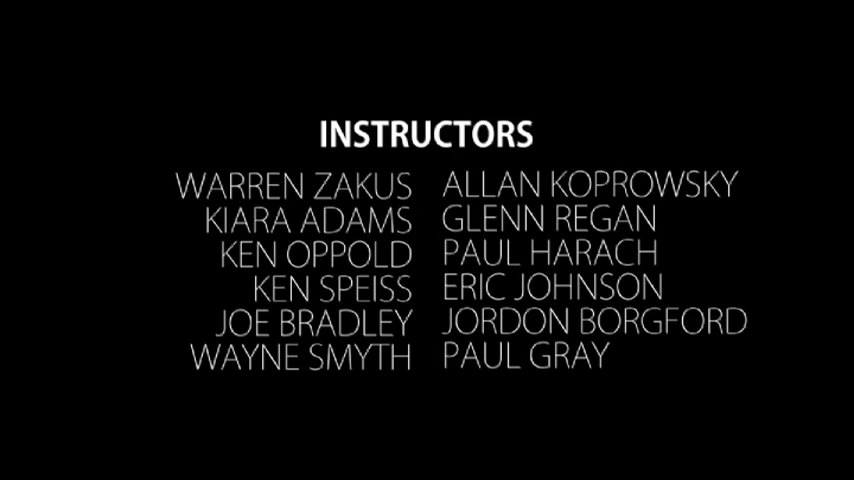 INSTRUCTORS
WARREN ZAKUS ALLAN KOPROWSKY
KIARA ADAMS GLENN REGAN
KEN OPPOLD PAUL HARACH
KEN SPEISS ERIC JOHNSON
JOE BRADLEY JORDON BORGFORD
WAYNE SMYTH PAUL GRAY